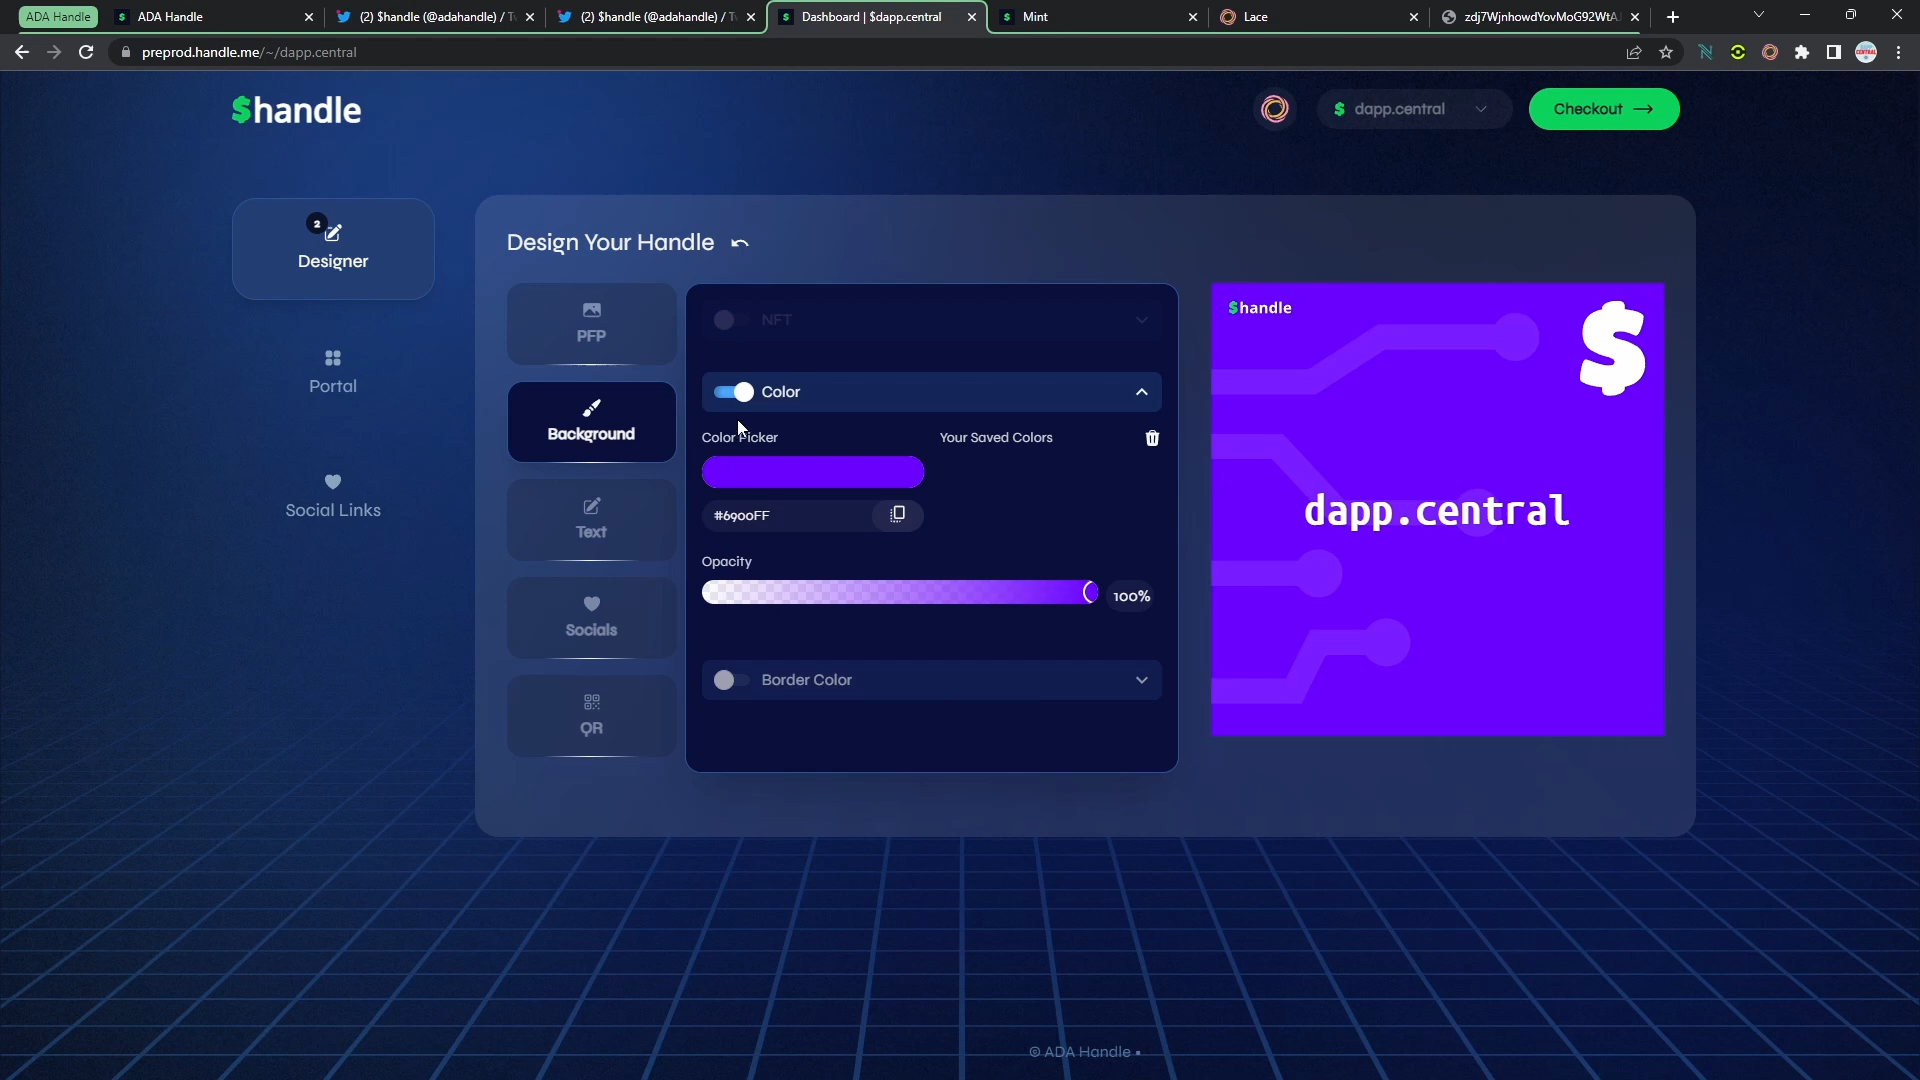 ADA Handle
ADA Handle
(2) $handle (@adahandle) / Tw
(2) $handle (@adahandle) / Tw
Dashboard | $dapp.central
Mint
Lace
zdj7WjnhowdYovMoG92WtA
preprod.handle.me/~/dapp.central
$handle
$ dapp.central
Checkout
2
Designer
Portal
Social Links
Design Your Handle
PFP
Background
Text
Socials
QR
NFT
Color
Color Picker
Your Saved Colors
#6900FF
Opacity
100%
Border Color
$handle
$
dapp.central
© ADA Handle •